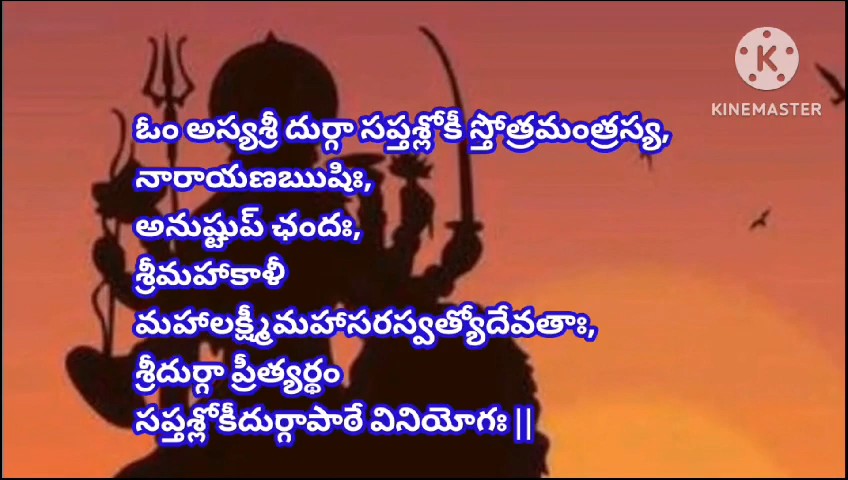 KINEMASTER
ఓం అస్యశ్రీ దుర్గా సప్తశ్లోకీ స్తోత్రమంత్రస్య,
నారాయణఋషిః,
అనుష్టుప్ ఛందః,
శ్రీమహాకాళీ
మహాలక్ష్మీమహాసరస్వత్యోదేవతాః,
శ్రీదుర్గా ప్రీత్యర్థం
సప్తశ్లోకీదుర్గాపాఠే వినియోగః ||